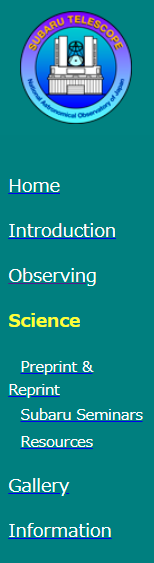 SUBARU TELESCOPE
National Astronomical Observatory of Japan
Home
Introduction
Observing
Science
Preprint &
Reprint
Subaru Seminars
Resources
Gallery
Information